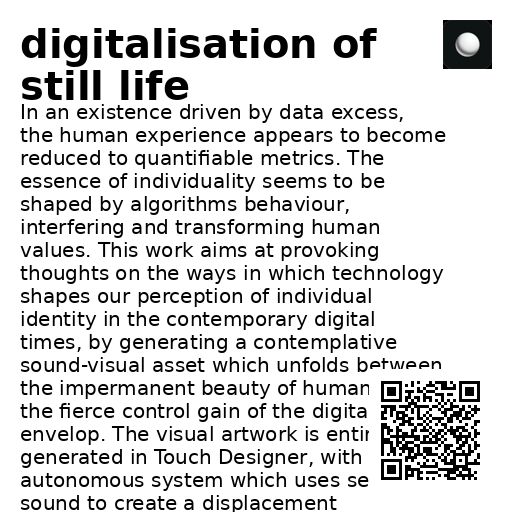 digitalisation of
still life
In an existence driven by data excess,
the human experience appears to become
reduced to quantifiable metrics. The
essence of individuality seems to be
shaped by algorithms behaviour,
interfering and transforming human
values. This work aims at provoking
thoughts on the ways in which technology
shapes our perception of individual
identity in the contemporary digital
times, by generating a contemplative
sound-visual asset which unfolds between
the impermanent beauty of human
the fierce control gain of the digita
envelop. The visual artwork is entir
generated in Touch Designer, with
autonomous system which uses se
sound to create a displacement